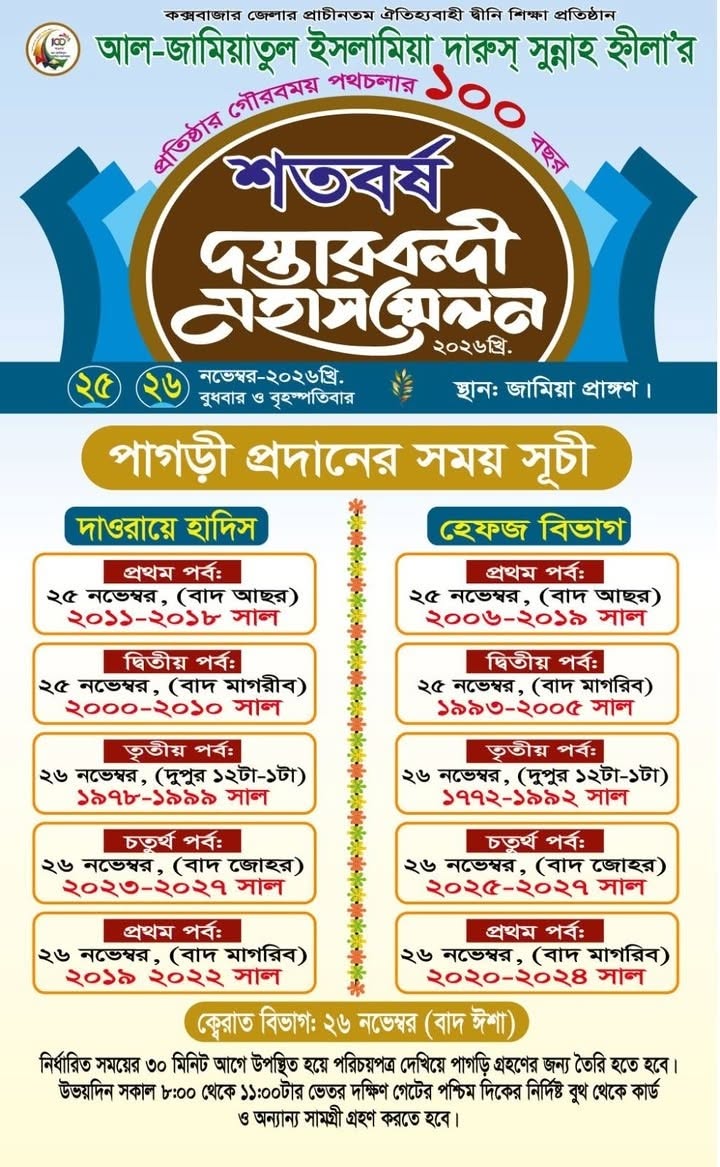 কক্সবাজার জেলার প্রাচীনতম ঐতিহ্যবাহী দ্বীনি শিক্ষা প্রতিষ্ঠান
আল-জামিয়াতুল ইসলামিয়া দারুস্ সুন্নাহ হ্নীলা'র
প্রতিষ্ঠার গৌরবময় পথচলার ১০০ বছর
শতবর্ষ
দস্তারবন্দী
মহাসম্মেলন
২০২৬খ্রি.
২৫ ২৬ নভেম্বর-২০২৬খ্রি.
বুধবার ও বৃহস্পতিবার
স্থান: জামিয়া প্রাঙ্গণ।
পাগড়ী প্রদানের সময় সূচী
দাওরায়ে হাদিস
প্রথম পর্ব:
২৫ নভেম্বর, (বাদ আছর)
২০১১-২০১৮ সাল
দ্বিতীয় পর্ব:
২৫ নভেম্বর, (বাদ মাগরীব)
২০০০-২০১০ সাল
তৃতীয় পর্ব:
২৬ নভেম্বর, (দুপুর ১২টা-১টা)
১৯৭৮-১৯৯৯ সাল
চতুর্থ পর্ব:
২৬ নভেম্বর, (বাদ জোহর)
২০২৩-২০২৭ সাল
প্রথম পর্ব:
২৬ নভেম্বর, (বাদ মাগরিব)
২০১৯ ২০২২ সাল
হেফজ বিভাগ
প্রথম পর্ব:
২৫ নভেম্বর, (বাদ আছর)
২০০৬-২০১৯ সাল
দ্বিতীয় পর্ব:
২৫ নভেম্বর, (বাদ মাগরিব)
১৯৯৩-২০০৫ সাল
তৃতীয় পর্ব:
২৬ নভেম্বর, (দুপুর ১২টা-১টা)
১৭৭২-১৯৯২ সাল
চতুর্থ পর্ব:
২৬ নভেম্বর, (বাদ জোহর)
২০২৫-২০২৭ সাল
প্রথম পর্ব:
২৬ নভেম্বর, (বাদ মাগরিব)
২০২০-২০২৪ সাল
ক্বেরাত বিভাগ: ২৬ নভেম্বর (বাদ ঈশা)
নির্ধারিত সময়ের ৩০ মিনিট আগে উপস্থিত হয়ে পরিচয়পত্র দেখিয়ে পাগড়ি গ্রহণের জন্য তৈরি হতে হবে।
উভয়দিন সকাল ৮:০০ থেকে ১১:০০টার ভেতর দক্ষিণ গেটের পশ্চিম দিকের নির্দিষ্ট বুথ থেকে কার্ড
ও অন্যান্য সামগ্রী গ্রহণ করতে হবে।